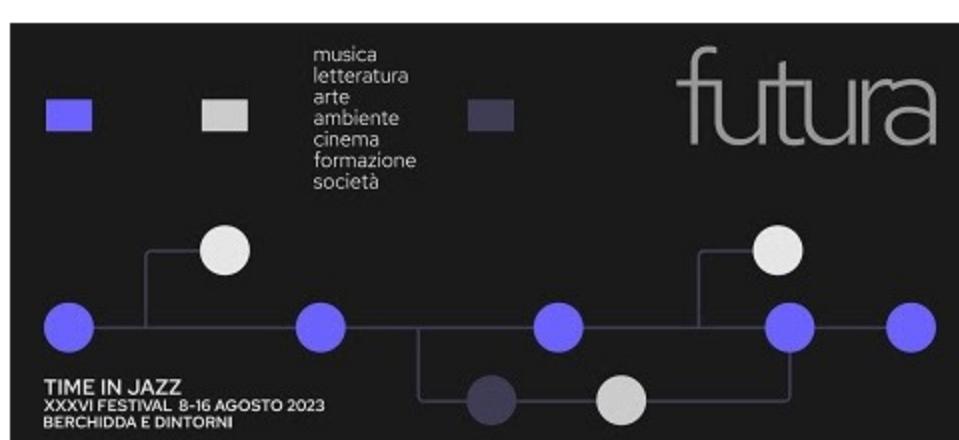 musica
letteratura
arte
ambiente
cinema
formazione
società
futura
TIME IN JAZZ
XXXVI FESTIVAL 8-16 AGOSTO 2023
BERCHIDDA E DINTORNI